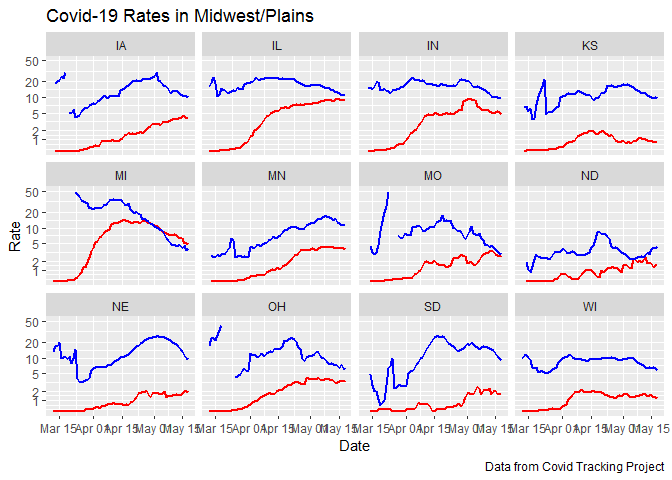 Covid-19 Rates in Midwest/Plains
IA IL IN KS
50
20
10
5
2
1
MI MN MO ND
50
20
10
5
2
1
Rate
NE OH SD WI
50
20
10
5
2
1
Mar 15 Apr 01 Apr 15 May 01 May 15 Mar 15 Apr 01 Apr 15 May 01 May 15 Mar 15 Apr 01 Apr 15 May 01 May 15 Mar 15 Apr 01 Apr 15 May 01 May 15
Date
Data from Covid Tracking Project